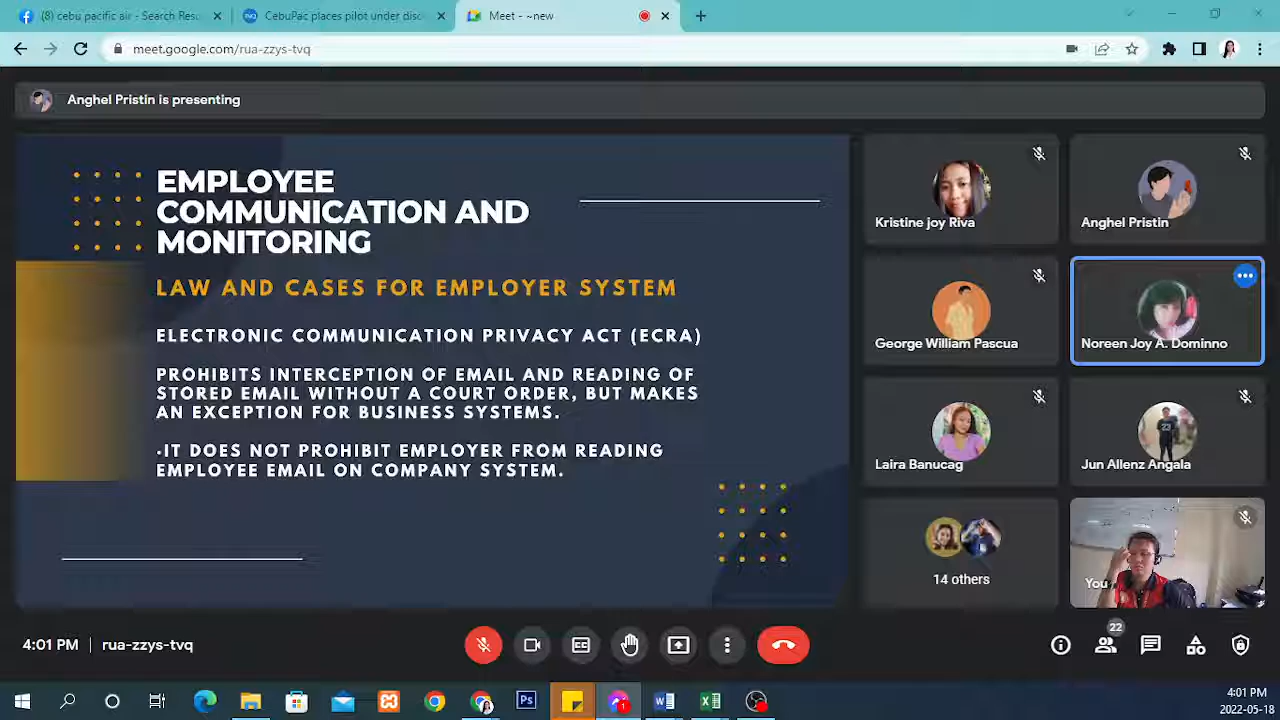 (8) cebu pacific air - Search Resu
CebuPac places pilot under disc
Meet - ~new
meet.google.com/rua-zzys-tvq
Anghel Pristin is presenting
EMPLOYEE
COMMUNICATION AND
MONITORING
LAW AND CASES FOR EMPLOYER SYSTEM
ELECTRONIC COMMUNICATION PRIVACY ACT (ECRA)
PROHIBITS INTERCEPTION OF EMAIL AND READING OF
STORED EMAIL WITHOUT A COURT ORDER, BUT MAKES
AN EXCEPTION FOR BUSINESS SYSTEMS.
·IT DOES NOT PROHIBIT EMPLOYER FROM READING
EMPLOYEE EMAIL ON COMPANY SYSTEM.
Kristine joy Riva
Anghel Pristin
George William Pascua
Noreen Joy A. Dominno
Laira Banucag
Jun Allenz Angala
23
14 others
You
4:01 PM | rua-zzys-tvq
22
Ps
1
4:01 PM
2022-05-18